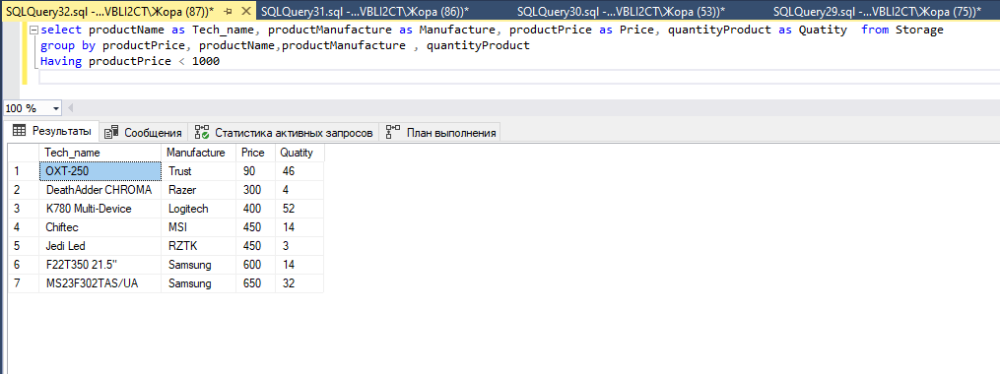 SQLQuery32.sql -...VBLI2CT\Жора (87))* SQLQuery31.sql -...VBLI2CT\Жора (86))* SQLQuery30.sql -...VBLI2CT\Жора (53))* SQLQuery29.sql -...VBLI2CT\Жора (75))*
select productName as Tech_name, productManufacture as Manufacture, productPrice as Price, quantityProduct as Quatity from Storage
group by productPrice, productName,productManufacture , quantityProduct
Having productPrice < 1000
100 %
Результаты Сообщения Статистика активных запросов План выполнения
Tech_name Manufacture Price Quatity
1 OXT-250 Trust 90 46
2 DeathAdder CHROMA Razer 300 4
3 K780 Multi-Device Logitech 400 52
4 Chiftec MSI 450 14
5 Jedi Led RZTK 450 3
6 F22T350 21.5" Samsung 600 14
7 MS23F302TAS/UA Samsung 650 32